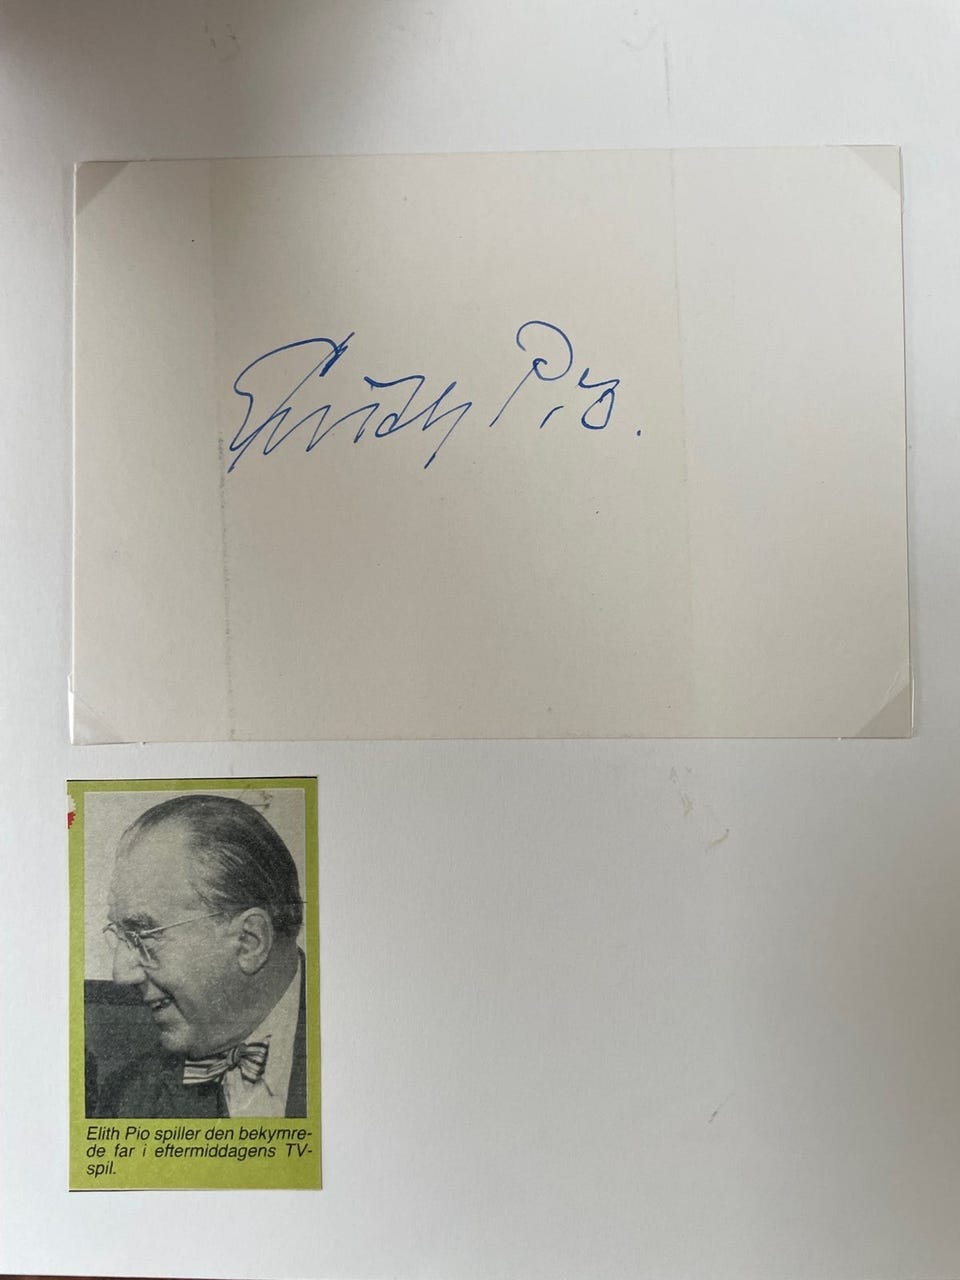 Elith Pio.
Elith Pio spiller den bekymre-
de far i eftermiddagens TV-
spil.